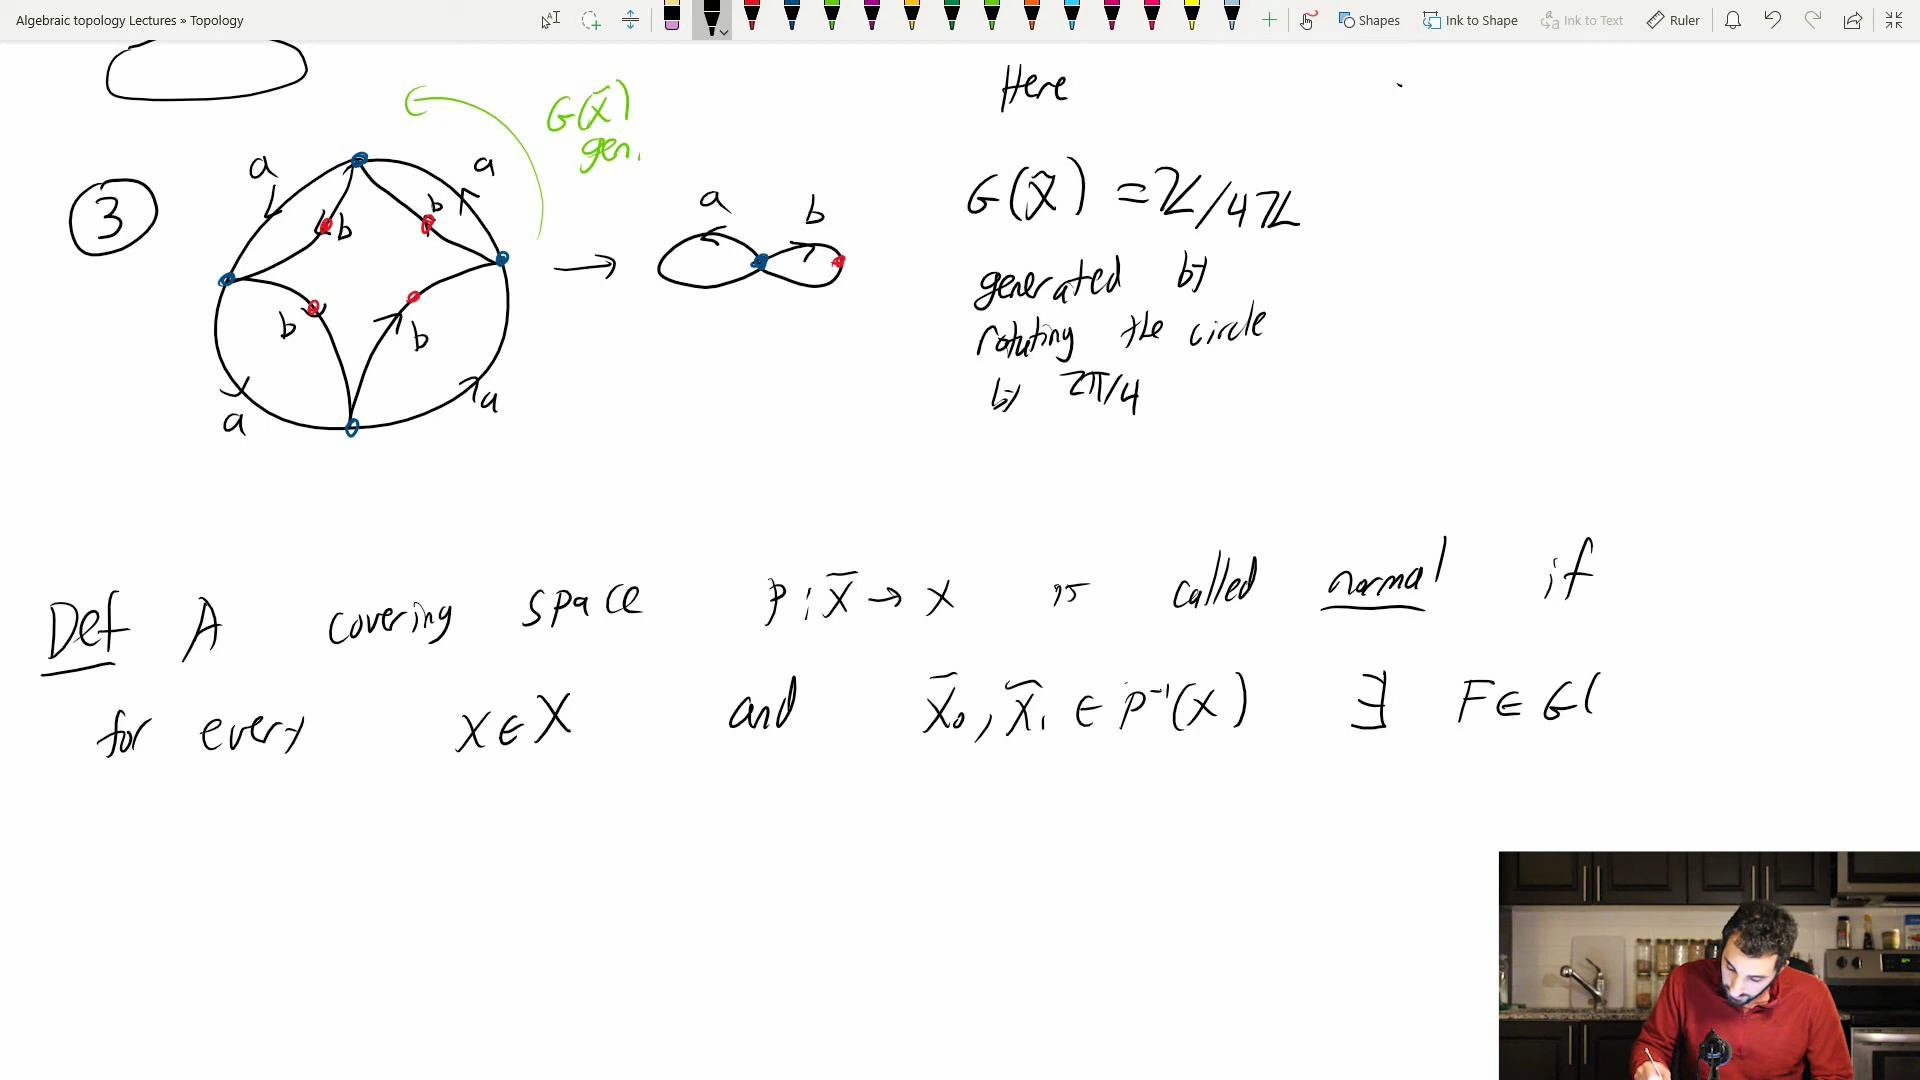 Algebraic topology Lectures » Topology
Shapes
Ink to Shape
Ink to Text
Ruler
Here
G(X̃)
gen.
3
a
a
b
b
b
b
a
a
a
b
G(X̃) = ℤ/4ℤ
generated by
rotating the circle
by 2π/4
Def A covering space p : X̃ → X is called normal if
for every x ∈ X and x̃₀, x̃₁ ∈ p⁻¹(x) ∃ F ∈ G(